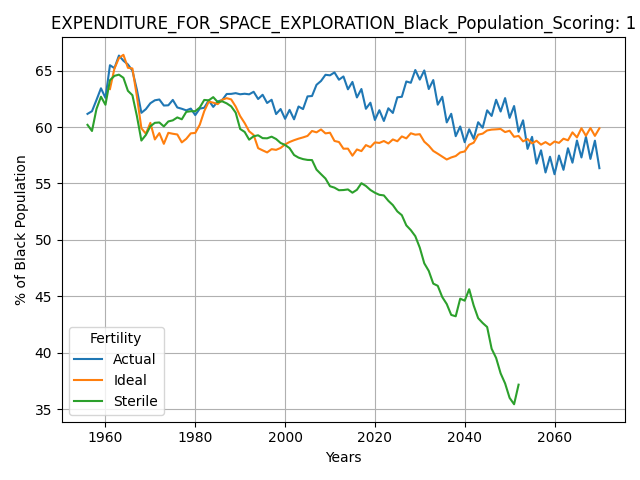 EXPENDITURE_FOR_SPACE_EXPLORATION_Black_Population_Scoring: 1
% of Black Population
65
60
55
50
45
40
35
Fertility
Actual
Ideal
Sterile
1960 1980 2000 2020 2040 2060
Years